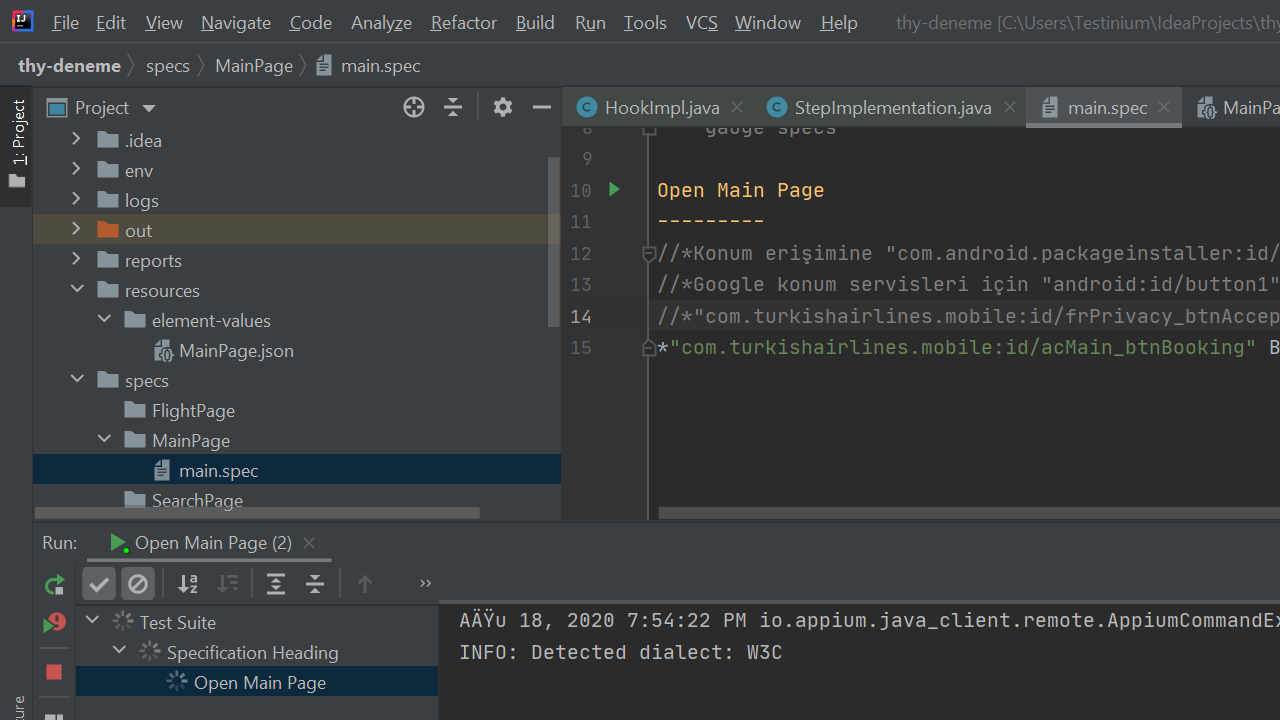 File Edit View Navigate Code Analyze Refactor Build Run Tools VCS Window Help thy-deneme [C:\Users\Testinium\IdeaProjects\thy
thy-deneme specs MainPage main.spec
1: Project
Project
HookImpl.java StepImplementation.java main.spec MainPa
.idea
env
logs
out
reports
resources
element-values
MainPage.json
specs
FlightPage
MainPage
main.spec
SearchPage
8 gauge specs
9
10 Open Main Page
11 ---------
12 //*Konum erişimine "com.android.packageinstaller:id/
13 //*Google konum servisleri için "android:id/button1"
14 //*"com.turkishairlines.mobile:id/frPrivacy_btnAccep
15 *"com.turkishairlines.mobile:id/acMain_btnBooking" B
Run: Open Main Page (2)
Test Suite
Specification Heading
Open Main Page
AÄŸu 18, 2020 7:54:22 PM io.appium.java_client.remote.AppiumCommandEx
INFO: Detected dialect: W3C